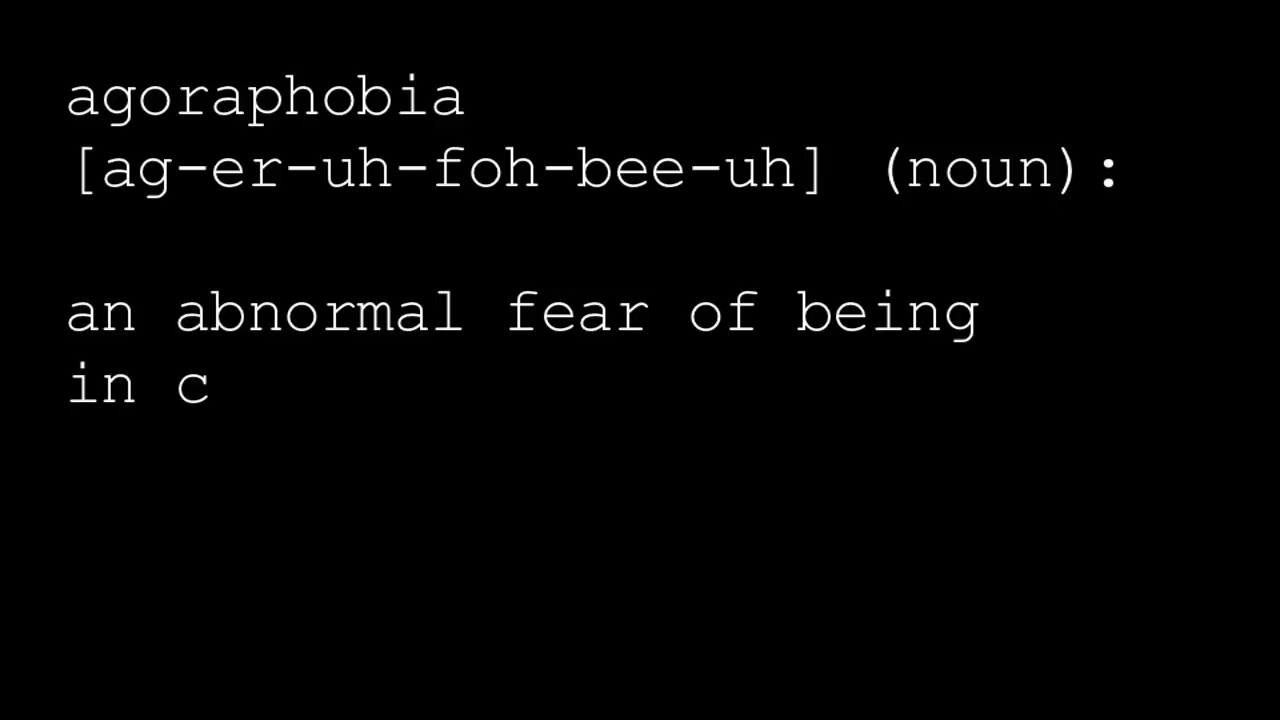 agoraphobia
[ag-er-uh-foh-bee-uh] (noun):
an abnormal fear of being
in c